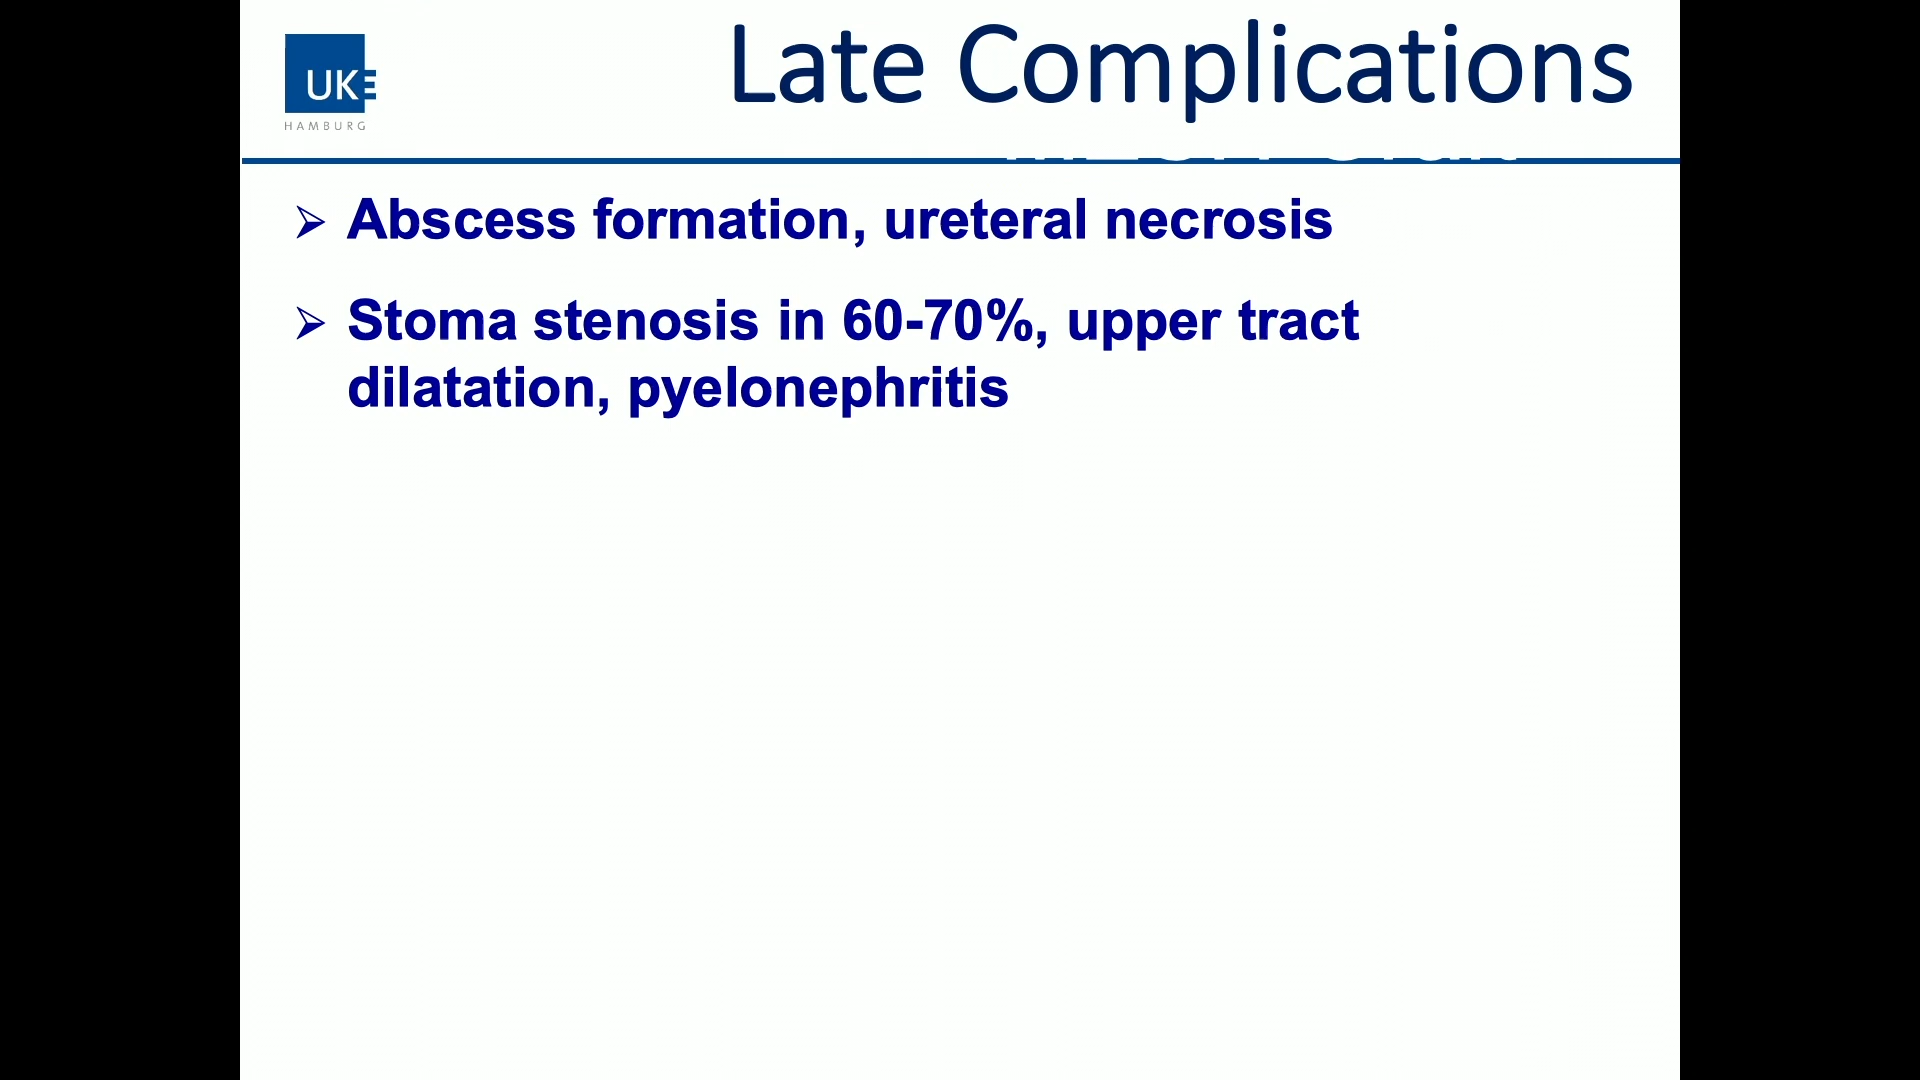 UKE
HAMBURG
Late Complications
➢ Abscess formation, ureteral necrosis
➢ Stoma stenosis in 60-70%, upper tract
dilatation, pyelonephritis